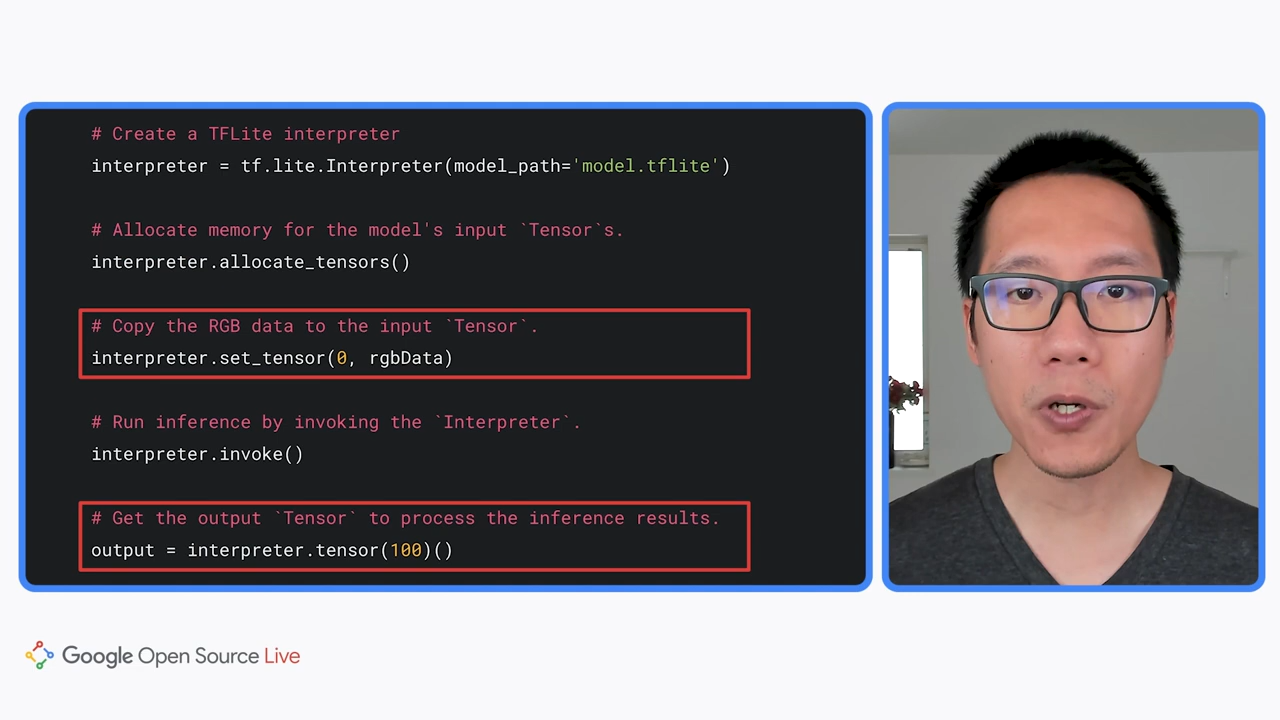 # Create a TFLite interpreter
interpreter = tf.lite.Interpreter(model_path='model.tflite')
# Allocate memory for the model's input `Tensor`s.
interpreter.allocate_tensors()
# Copy the RGB data to the input `Tensor`.
interpreter.set_tensor(0, rgbData)
# Run inference by invoking the `Interpreter`.
interpreter.invoke()
# Get the output `Tensor` to process the inference results.
output = interpreter.tensor(100)()
Google Open Source Live